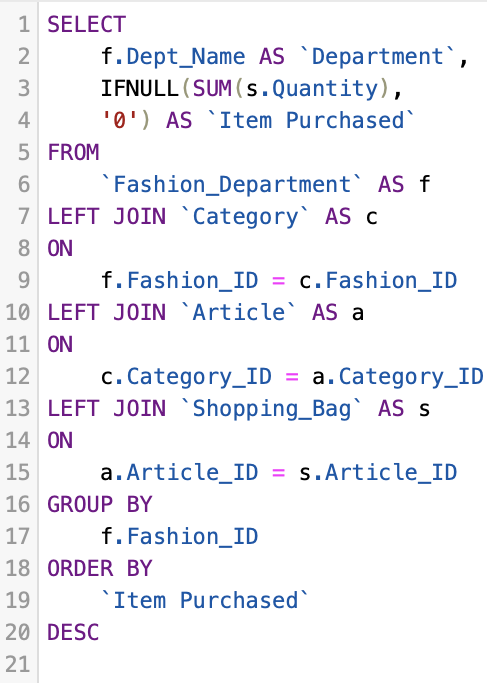 1 SELECT
2 f.Dept_Name AS `Department`,
3 IFNULL(SUM(s.Quantity),
4 '0') AS `Item Purchased`
5 FROM
6 `Fashion_Department` AS f
7 LEFT JOIN `Category` AS c
8 ON
9 f.Fashion_ID = c.Fashion_ID
10 LEFT JOIN `Article` AS a
11 ON
12 c.Category_ID = a.Category_ID
13 LEFT JOIN `Shopping_Bag` AS s
14 ON
15 a.Article_ID = s.Article_ID
16 GROUP BY
17 f.Fashion_ID
18 ORDER BY
19 `Item Purchased`
20 DESC
21